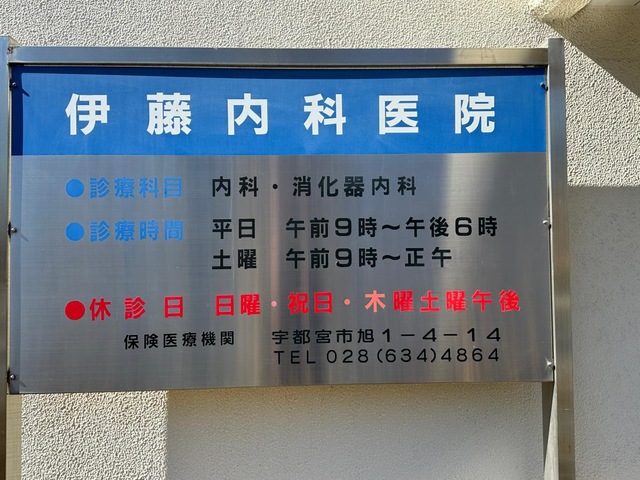 伊藤内科医院
●診療科目 内科・消化器内科
●診療時間 平日 午前9時～午後6時
土曜 午前9時～正午
●休診日 日曜・祝日・木曜土曜午後
保険医療機関 宇都宮市旭1－4－14
TEL 028(634)4864